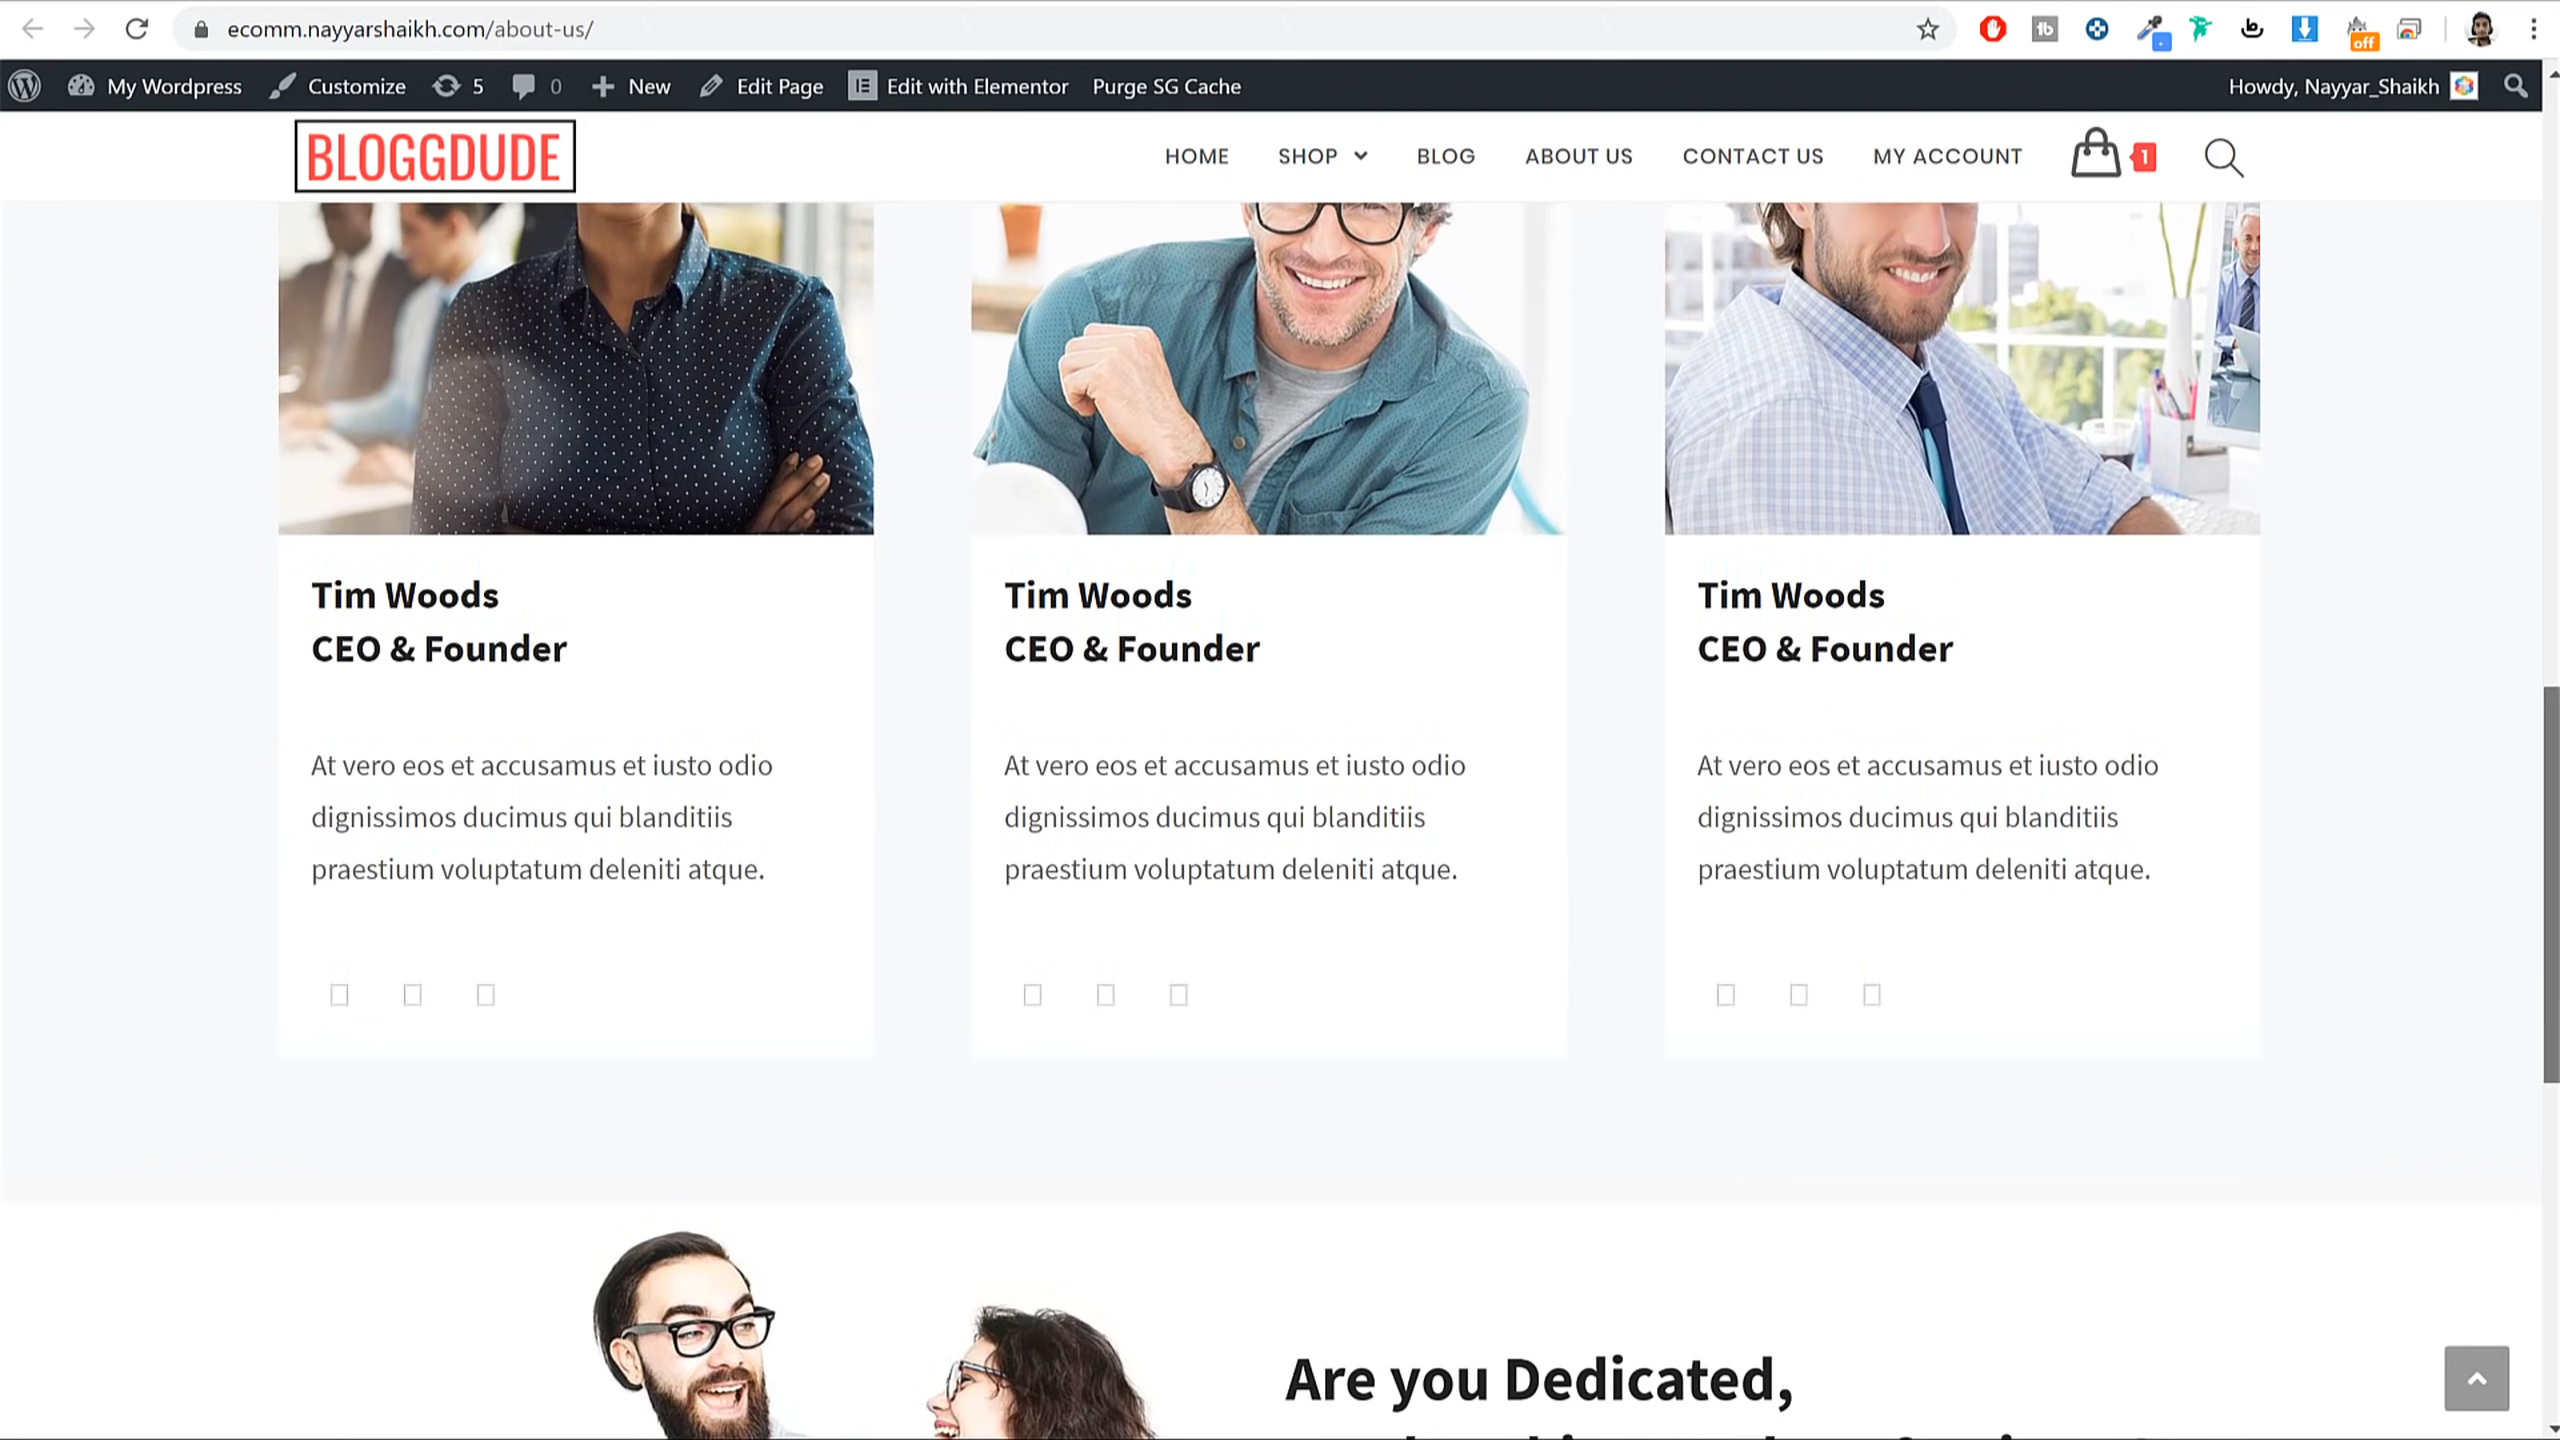 ecomm.nayyarshaikh.com/about-us/
off
My Wordpress Customize 5 0 New Edit Page Edit with Elementor Purge SG Cache Howdy, Nayyar_Shaikh
BLOGGDUDE HOME SHOP BLOG ABOUT US CONTACT US MY ACCOUNT 1
Tim Woods
CEO & Founder
At vero eos et accusamus et iusto odio
dignissimos ducimus qui blanditiis
praestium voluptatum deleniti atque.
Tim Woods
CEO & Founder
At vero eos et accusamus et iusto odio
dignissimos ducimus qui blanditiis
praestium voluptatum deleniti atque.
Tim Woods
CEO & Founder
At vero eos et accusamus et iusto odio
dignissimos ducimus qui blanditiis
praestium voluptatum deleniti atque.
Are you Dedicated,